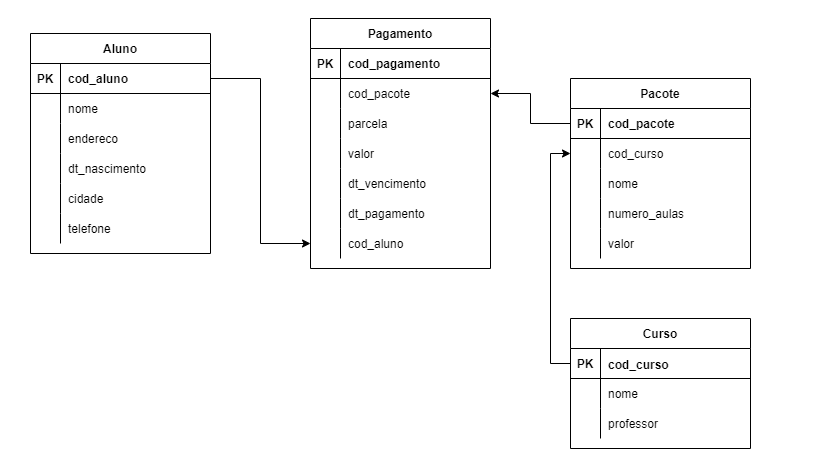 Aluno
PK cod_aluno
nome
endereco
dt_nascimento
cidade
telefone
Pagamento
PK cod_pagamento
cod_pacote
parcela
valor
dt_vencimento
dt_pagamento
cod_aluno
Pacote
PK cod_pacote
cod_curso
nome
numero_aulas
valor
Curso
PK cod_curso
nome
professor